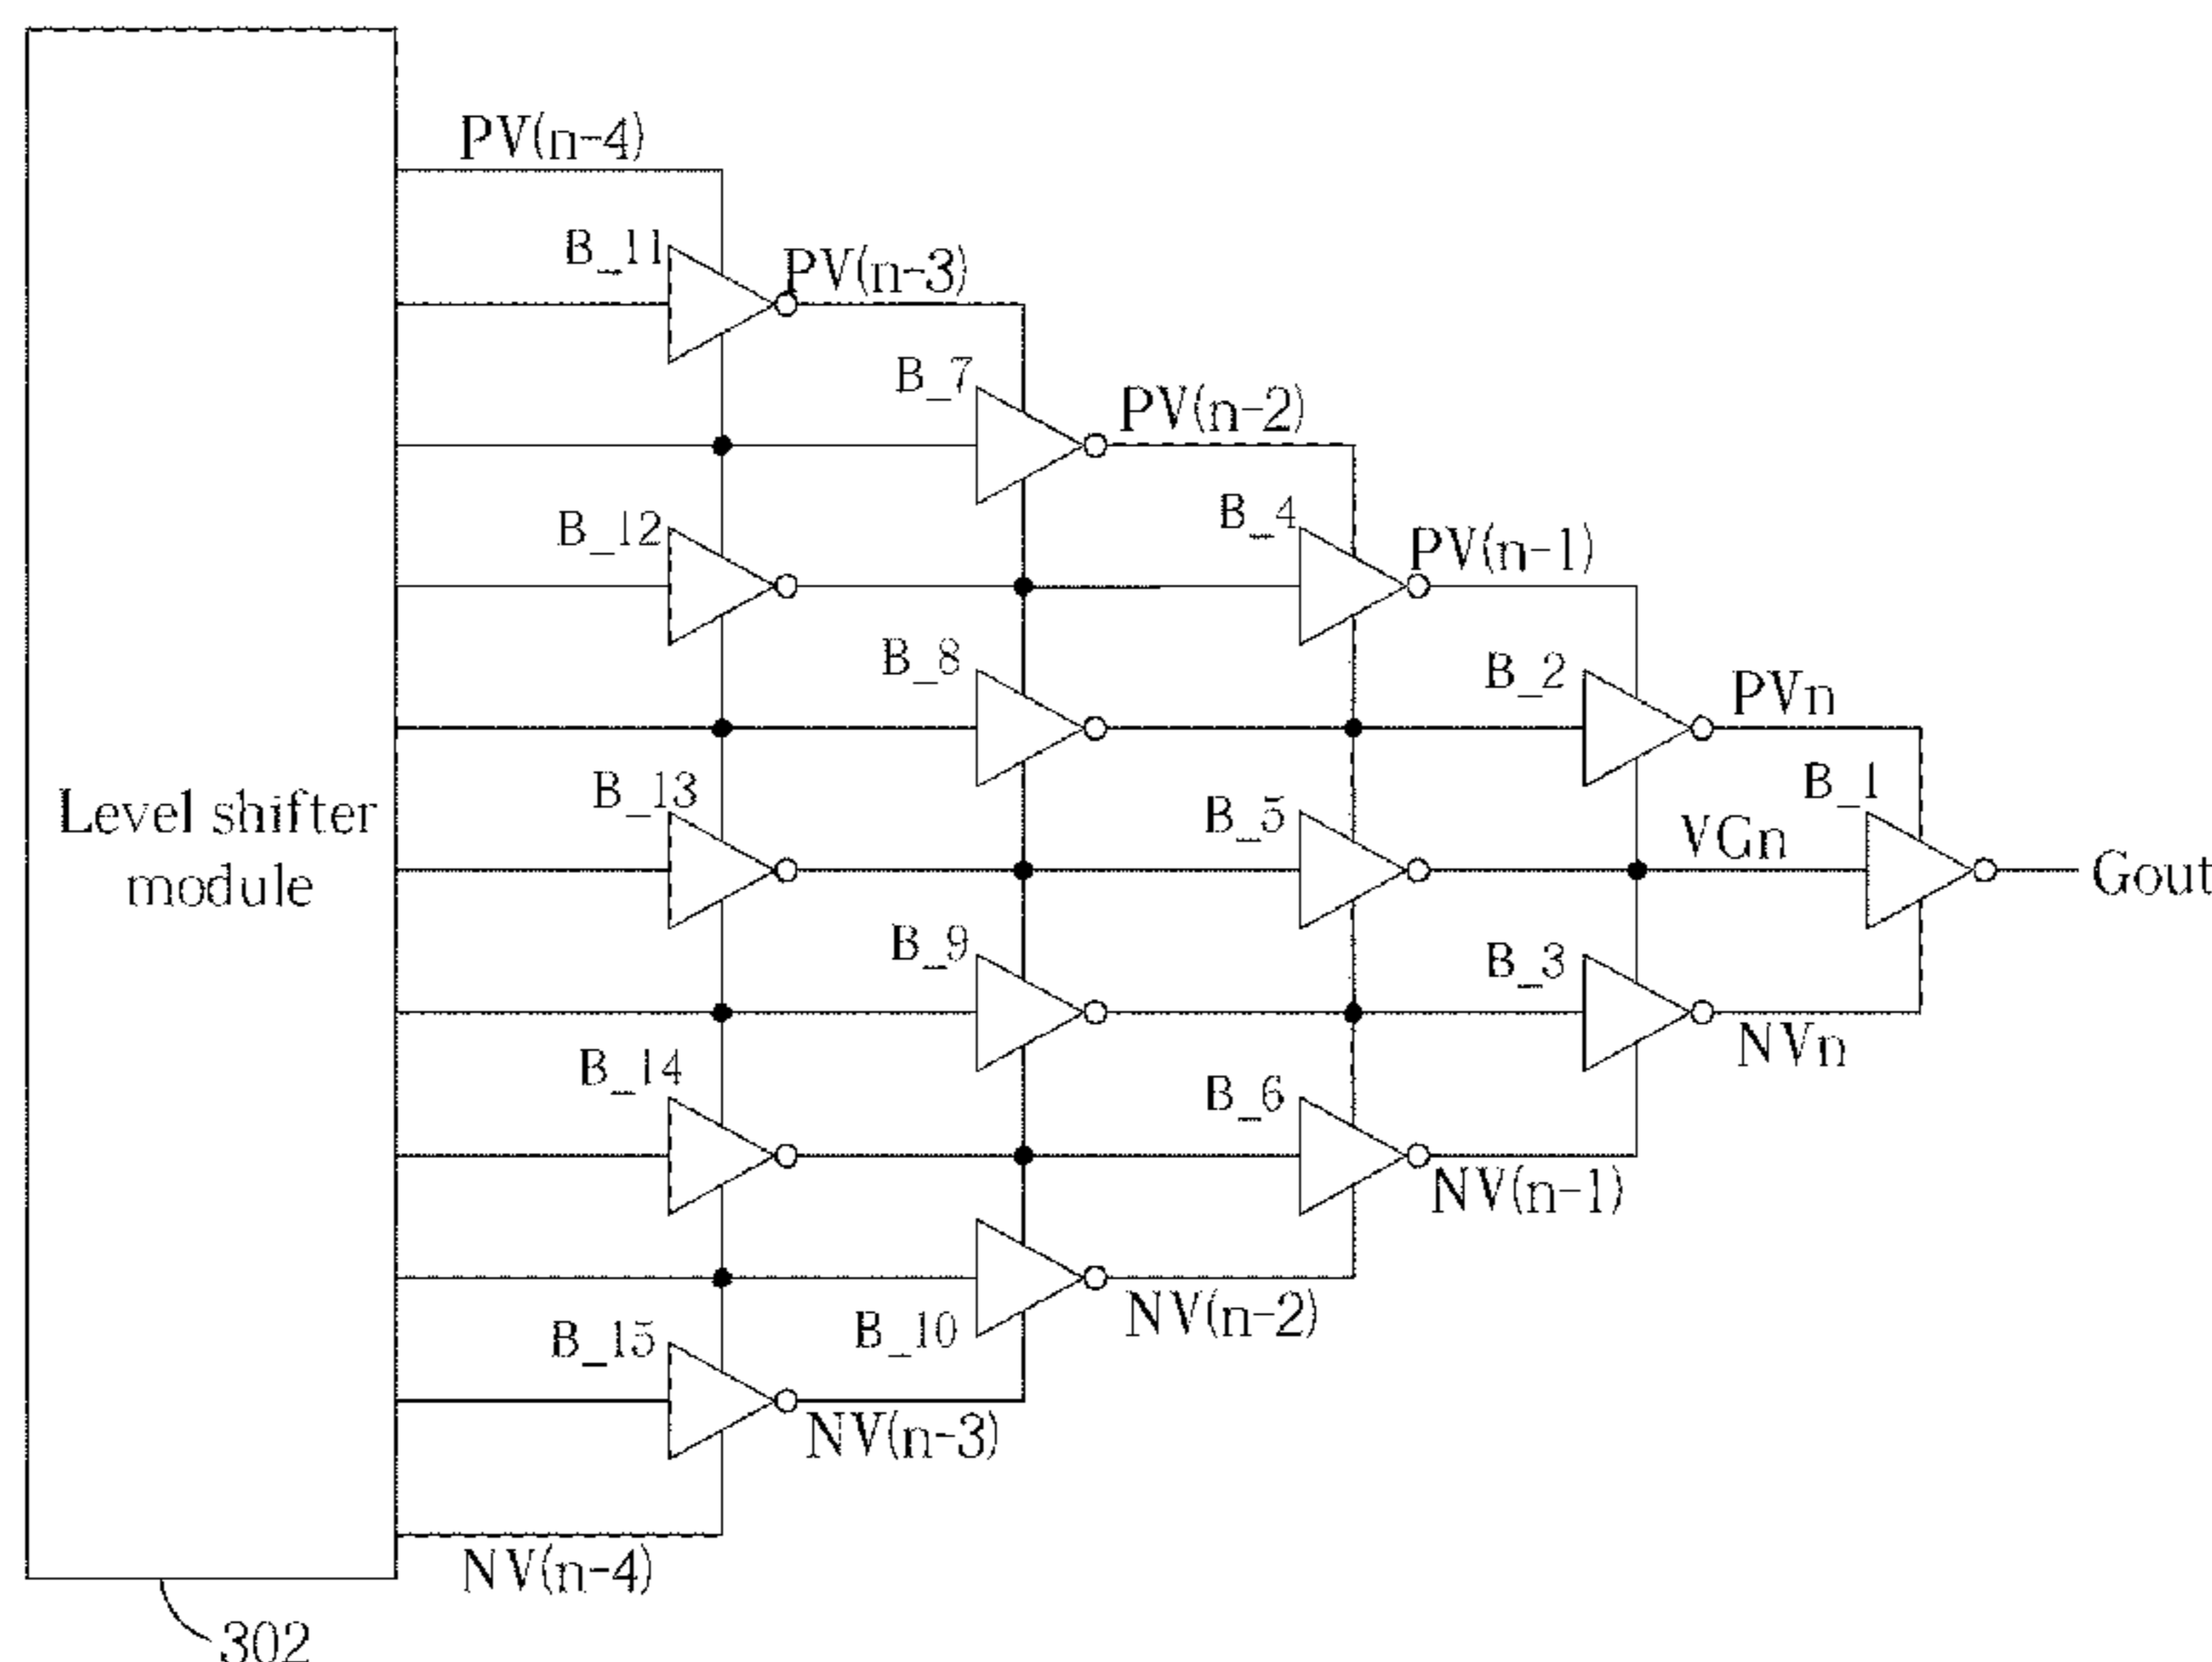 PV(n-4)
B_11
PV(n-3)
B_7
PV(n-2)
B_12
B_4
PV(n-1)
B_8
B_2
PVn
Level shifter
module
B_13
B_5
VGn
B_1
Gout
B_9
B_3
NVn
B_14
B_6
NV(n-1)
B_15
B_10
NV(n-2)
NV(n-3)
NV(n-4)
302